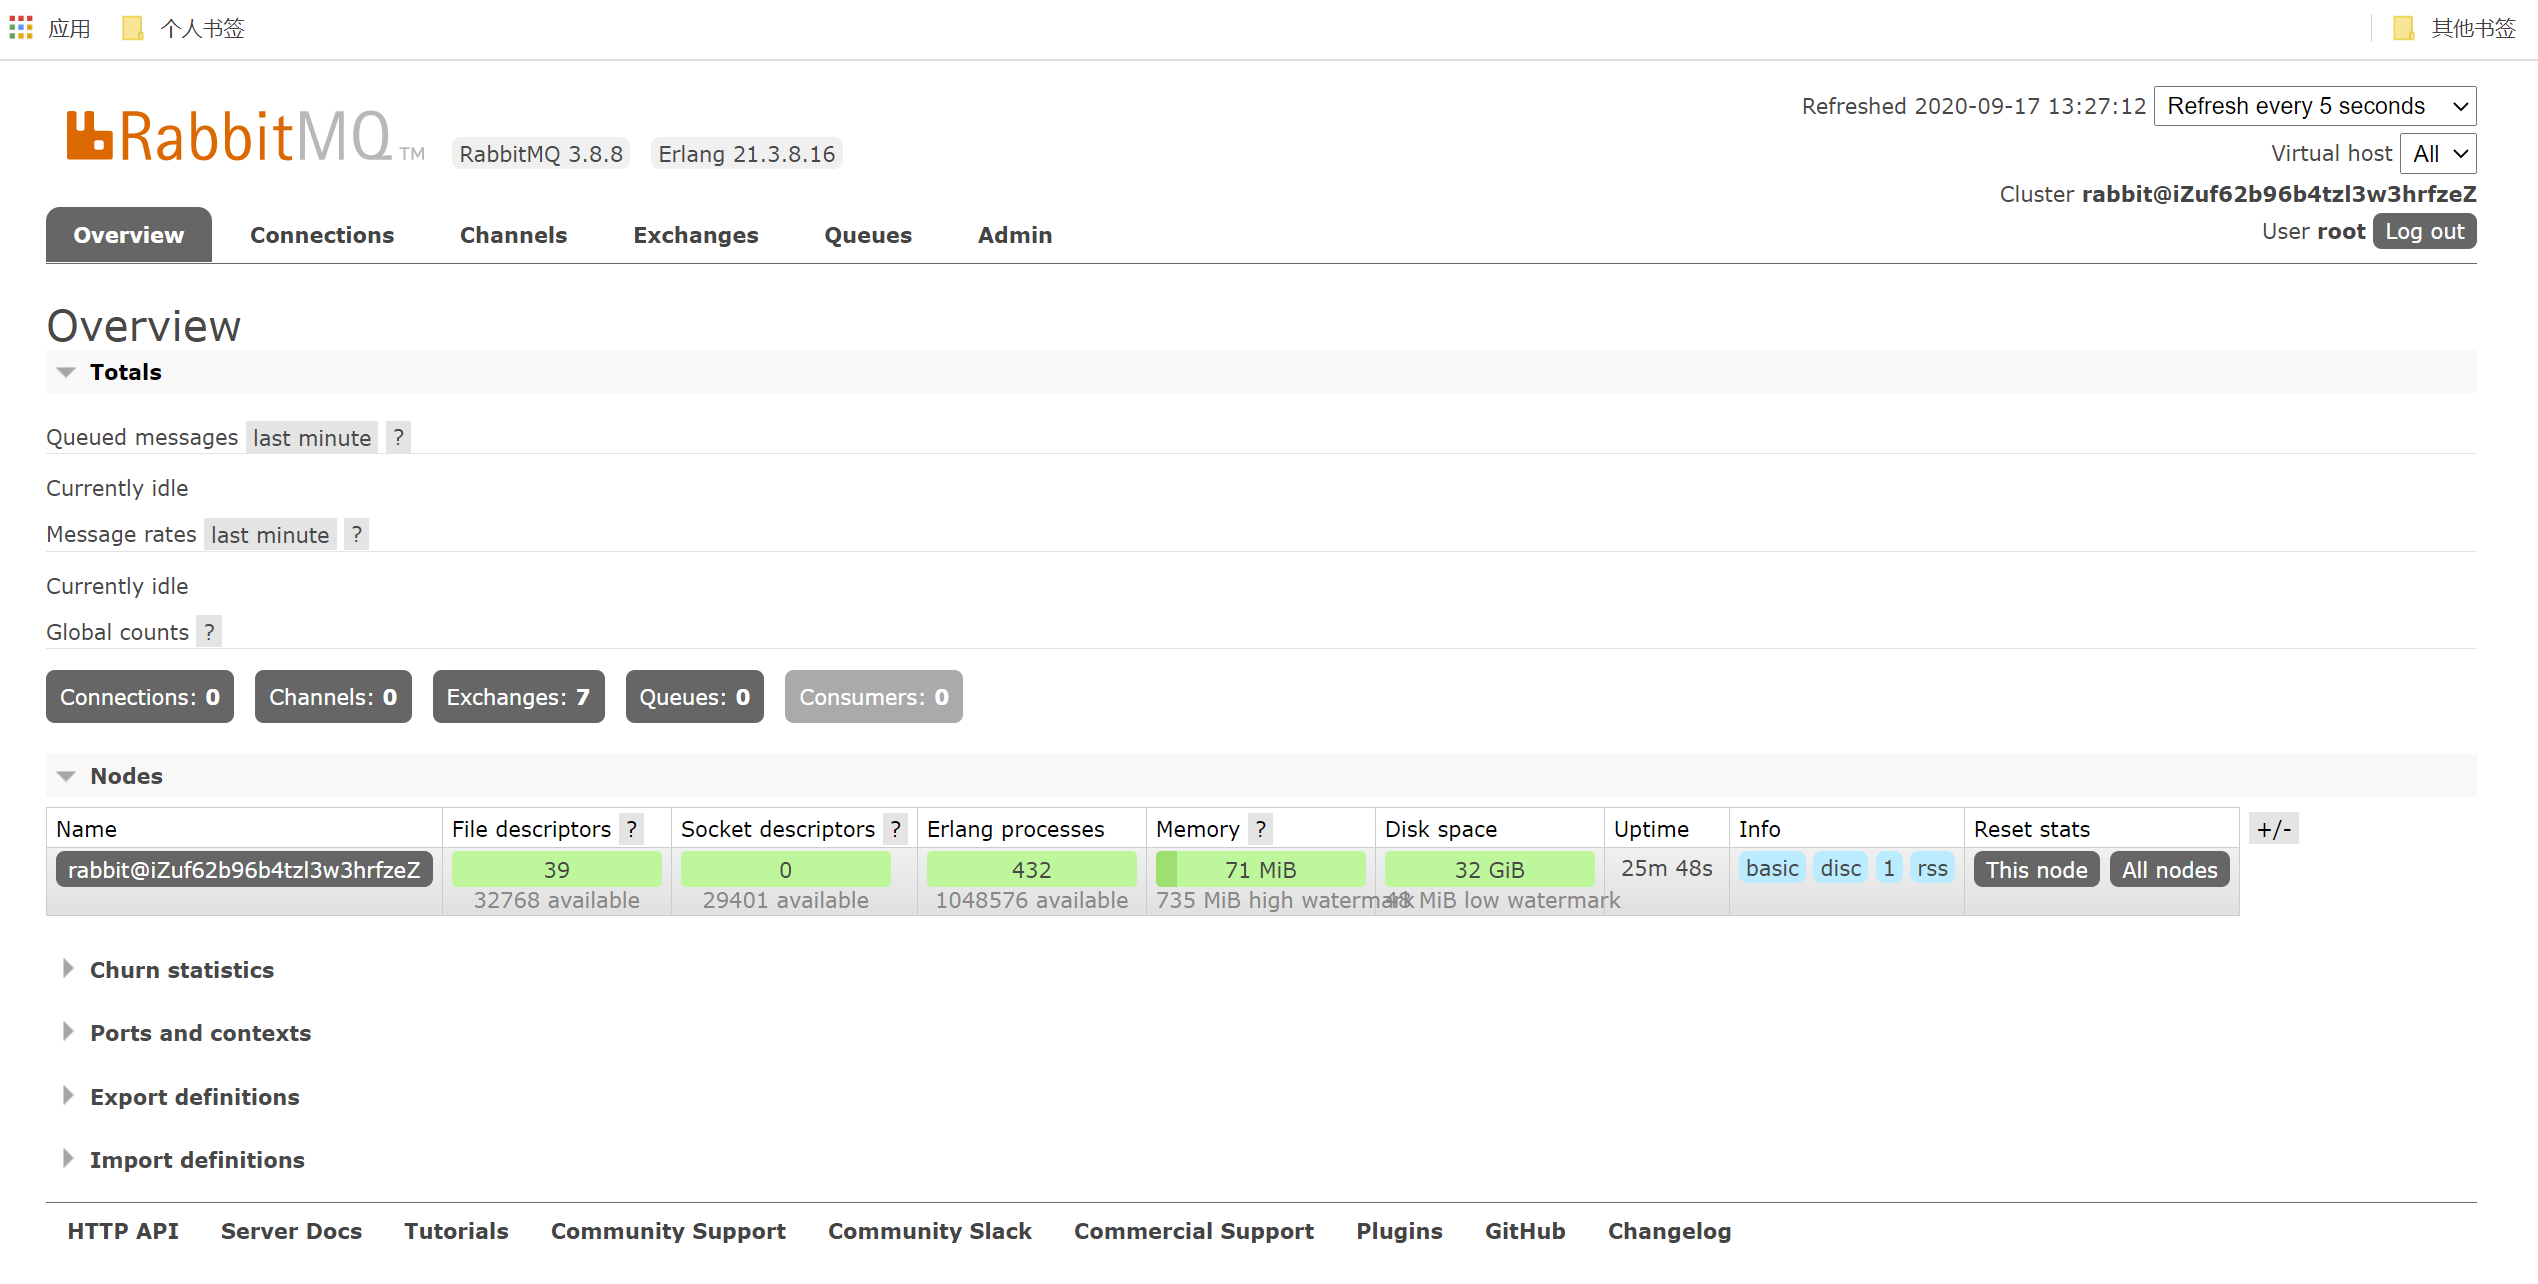 应用 个人书签 其他书签
RabbitMQ TM RabbitMQ 3.8.8 Erlang 21.3.8.16
Refreshed 2020-09-17 13:27:12 Refresh every 5 seconds
Virtual host All
Cluster rabbit@iZuf62b96b4tzl3w3hrfzeZ
User root Log out
Overview Connections Channels Exchanges Queues Admin
Overview
Totals
Queued messages last minute ?
Currently idle
Message rates last minute ?
Currently idle
Global counts ?
Connections: 0 Channels: 0 Exchanges: 7 Queues: 0 Consumers: 0
Nodes
Name File descriptors ? Socket descriptors ? Erlang processes Memory ? Disk space Uptime Info Reset stats +/-
rabbit@iZuf62b96b4tzl3w3hrfzeZ 39 0 432 71 MiB 32 GiB 25m 48s basic disc 1 rss This node All nodes
32768 available 29401 available 1048576 available 735 MiB high watermark 48 MiB low watermark
Churn statistics
Ports and contexts
Export definitions
Import definitions
HTTP API Server Docs Tutorials Community Support Community Slack Commercial Support Plugins GitHub Changelog